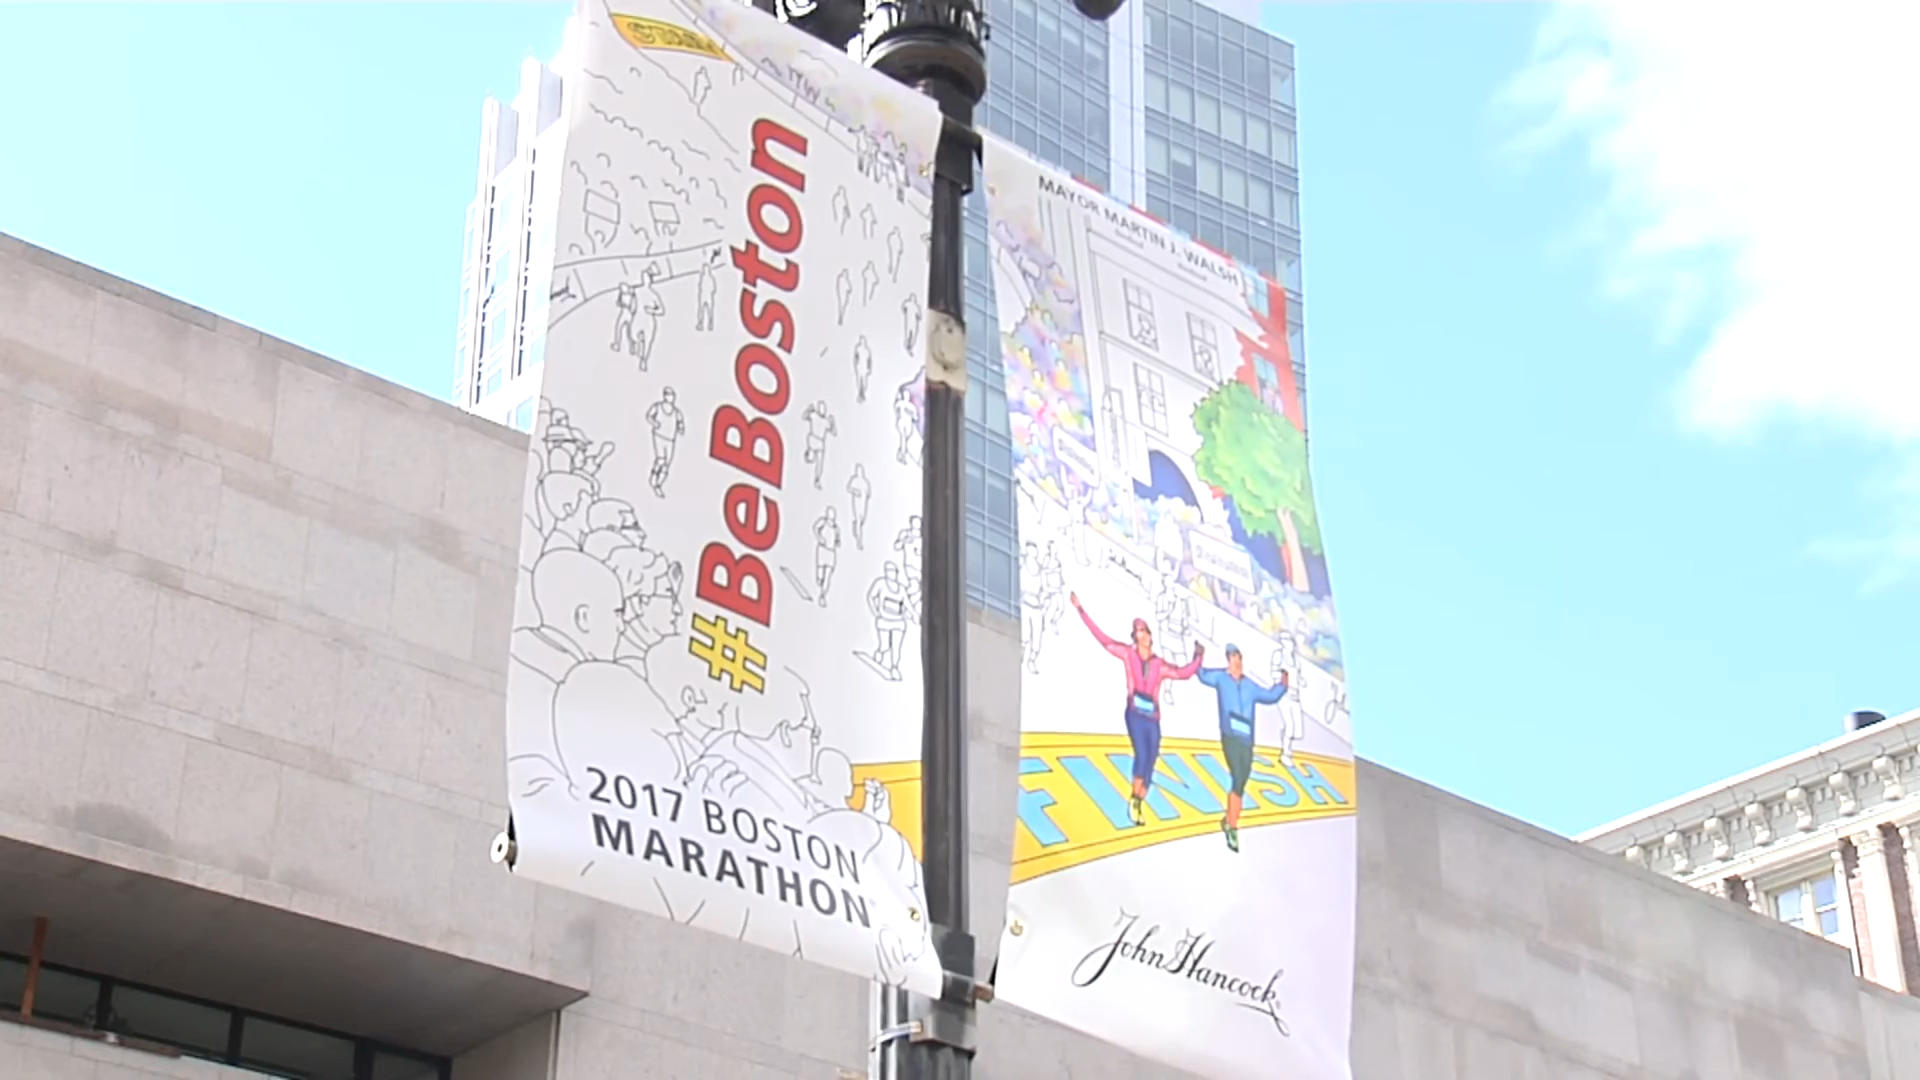 #BeBoston
2017 BOSTON
MARATHON
MAYOR MARTIN J. WALSH
FINISH
John Hancock